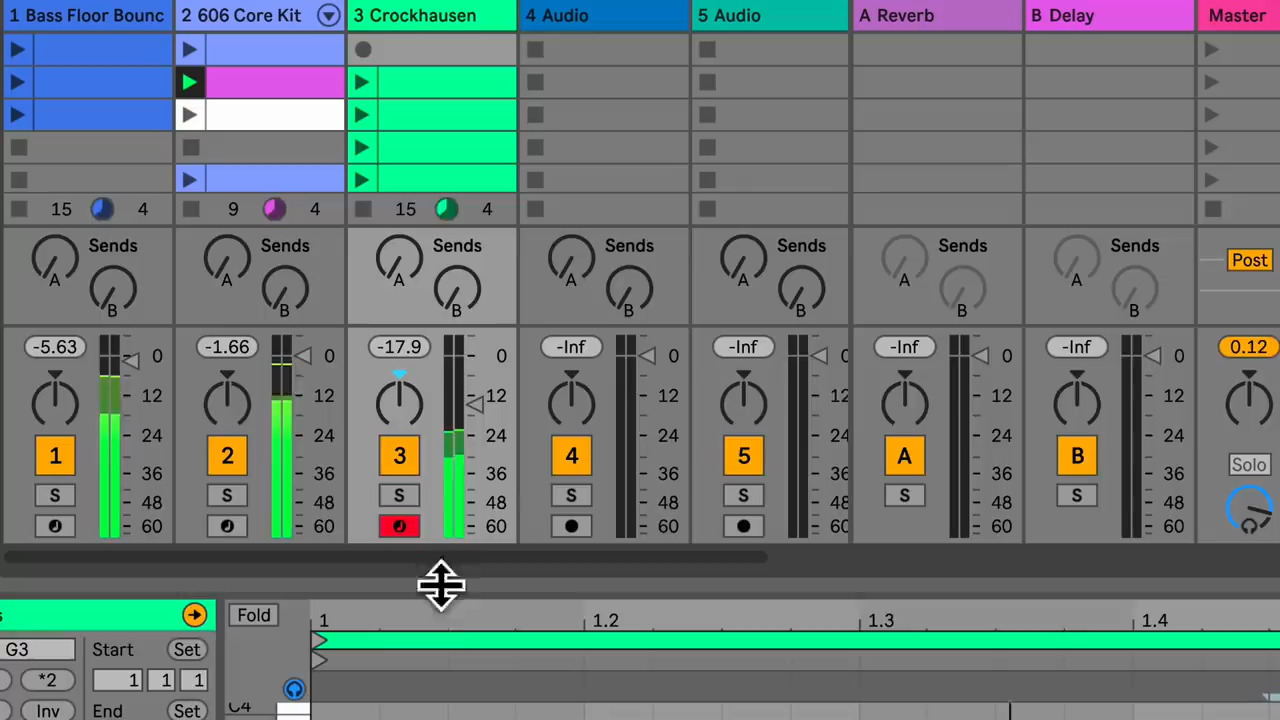 1 Bass Floor Bounc 2 606 Core Kit 3 Crockhausen 4 Audio 5 Audio A Reverb B Delay Master
15 4 9 4 15 4
Sends Sends Sends Sends Sends Sends Sends
A A A A A A A Post
B B B B B B B
-5.63 0 -1.66 0 -17.9 0 -Inf 0 -Inf 0 -Inf 0 -Inf 0 0.12
12 12 12 12 12 12 12
1 24 2 24 3 24 4 24 5 24 A 24 B 24
36 36 36 36 36 36 36 Solo
S 48 S 48 S 48 S 48 S 48 S 48 S 48
60 60 60 60 60 60 60
Fold 1 1.2 1.3 1.4
G3 Start Set
*2 1 1 1
Inv End Set C4